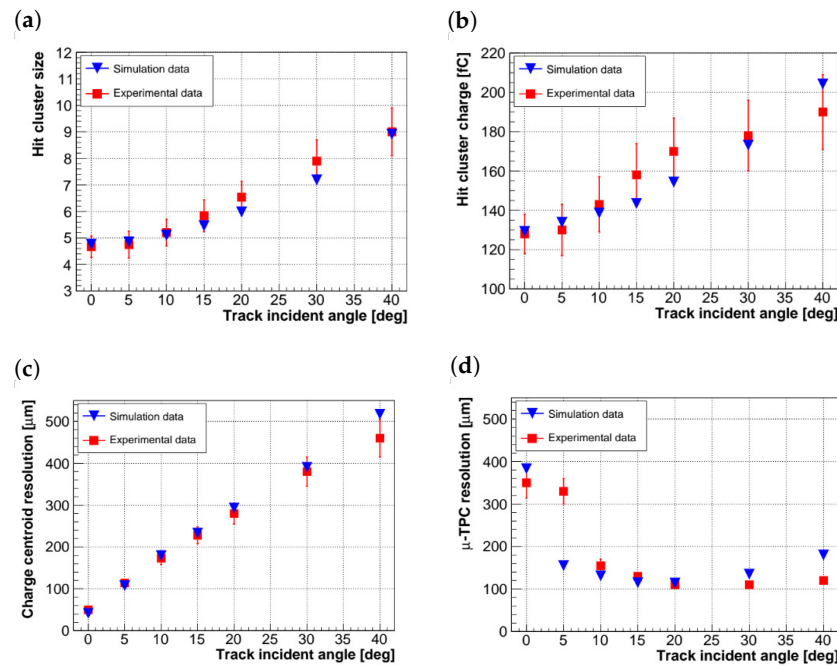 (a)
Hit cluster size
12
11
10
9
8
7
6
5
4
3
Simulation data
Experimental data
0 5 10 15 20 25 30 35 40
Track incident angle [deg]
(b)
Hit cluster charge [fC]
220
200
180
160
140
120
100
Simulation data
Experimental data
0 5 10 15 20 25 30 35 40
Track incident angle [deg]
(c)
Charge centroid resolution [μm]
500
400
300
200
100
0
Simulation data
Experimental data
0 5 10 15 20 25 30 35 40
Track incident angle [deg]
(d)
μ-TPC resolution [μm]
500
400
300
200
100
0
Simulation data
Experimental data
0 5 10 15 20 25 30 35 40
Track incident angle [deg]